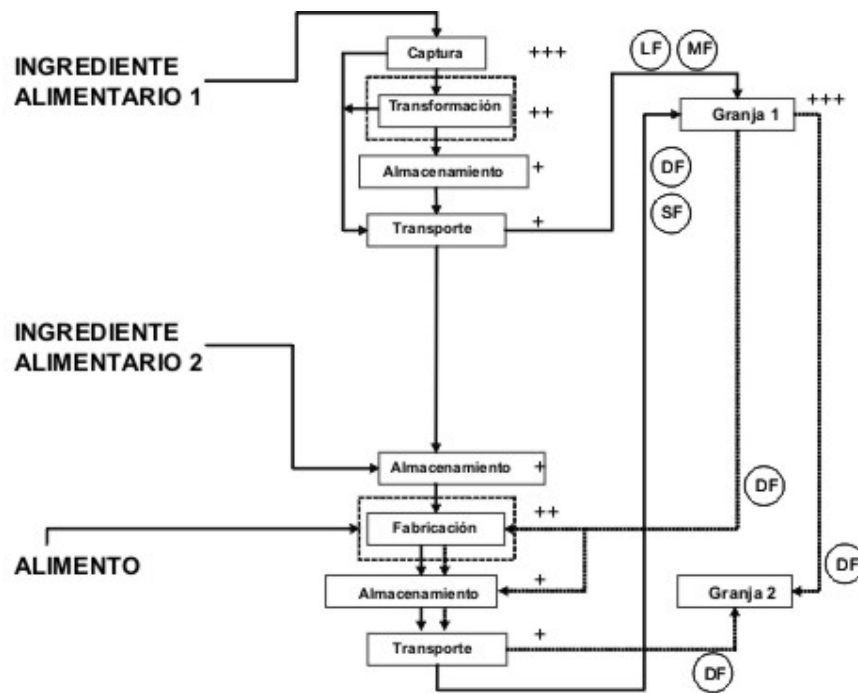 INGREDIENTE
ALIMENTARIO 1
Captura
+++
LF
MF
Transformación
++
Granja 1
+++
Almacenamiento
+
DF
SF
Transporte
+
INGREDIENTE
ALIMENTARIO 2
Almacenamiento
+
DF
Fabricación
++
ALIMENTO
Almacenamiento
+
Granja 2
DF
Transporte
+
DF